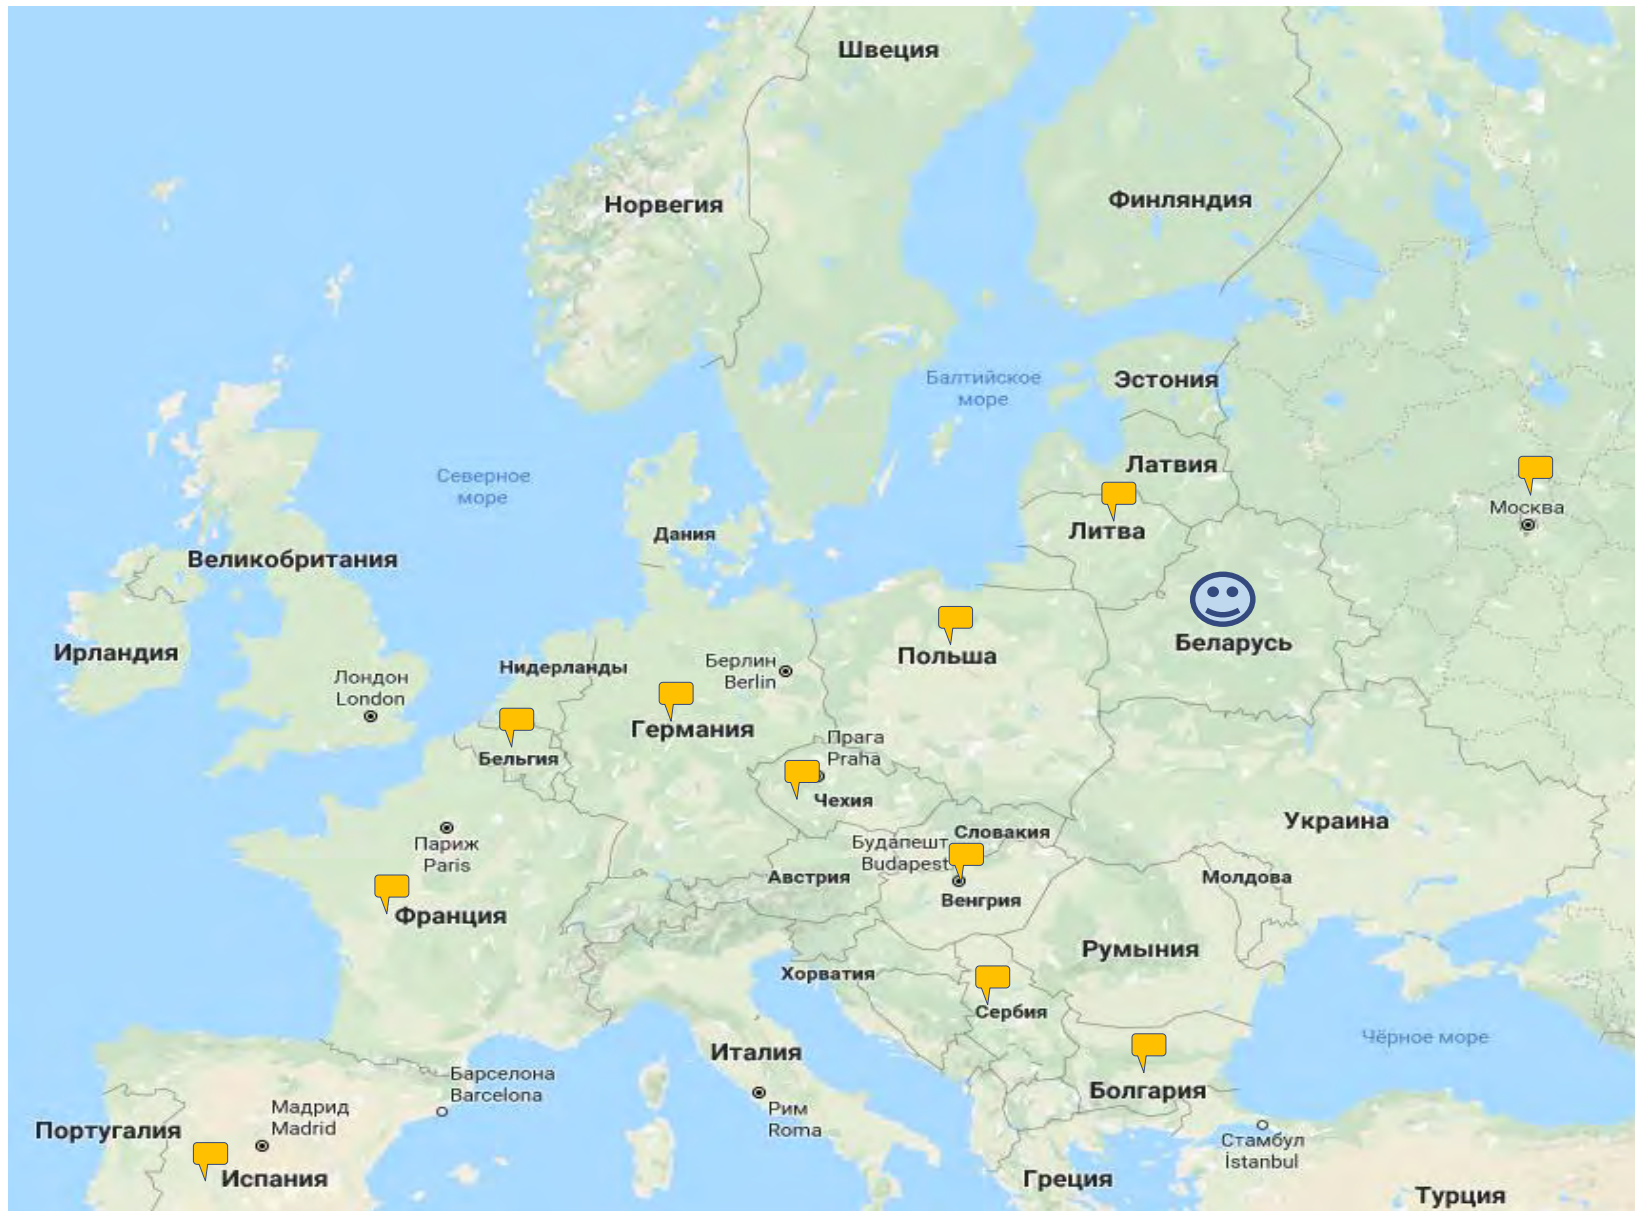 Швеция
Норвегия
Финляндия
Балтийское
море
Эстония
Латвия
Северное
море
Москва
Литва
Дания
Великобритания
Беларусь
Ирландия
Польша
Нидерланды
Берлин
Berlin
Лондон
London
Германия
Бельгия
Прага
Praha
Чехия
Украина
Словакия
Будапешт
Budapest
Париж
Paris
Австрия
Молдова
Венгрия
Франция
Румыния
Хорватия
Сербия
Чёрное море
Италия
Барселона
Barcelona
Болгария
Мадрид
Madrid
Рим
Roma
Португалия
Стамбул
İstanbul
Испания
Греция
Турция